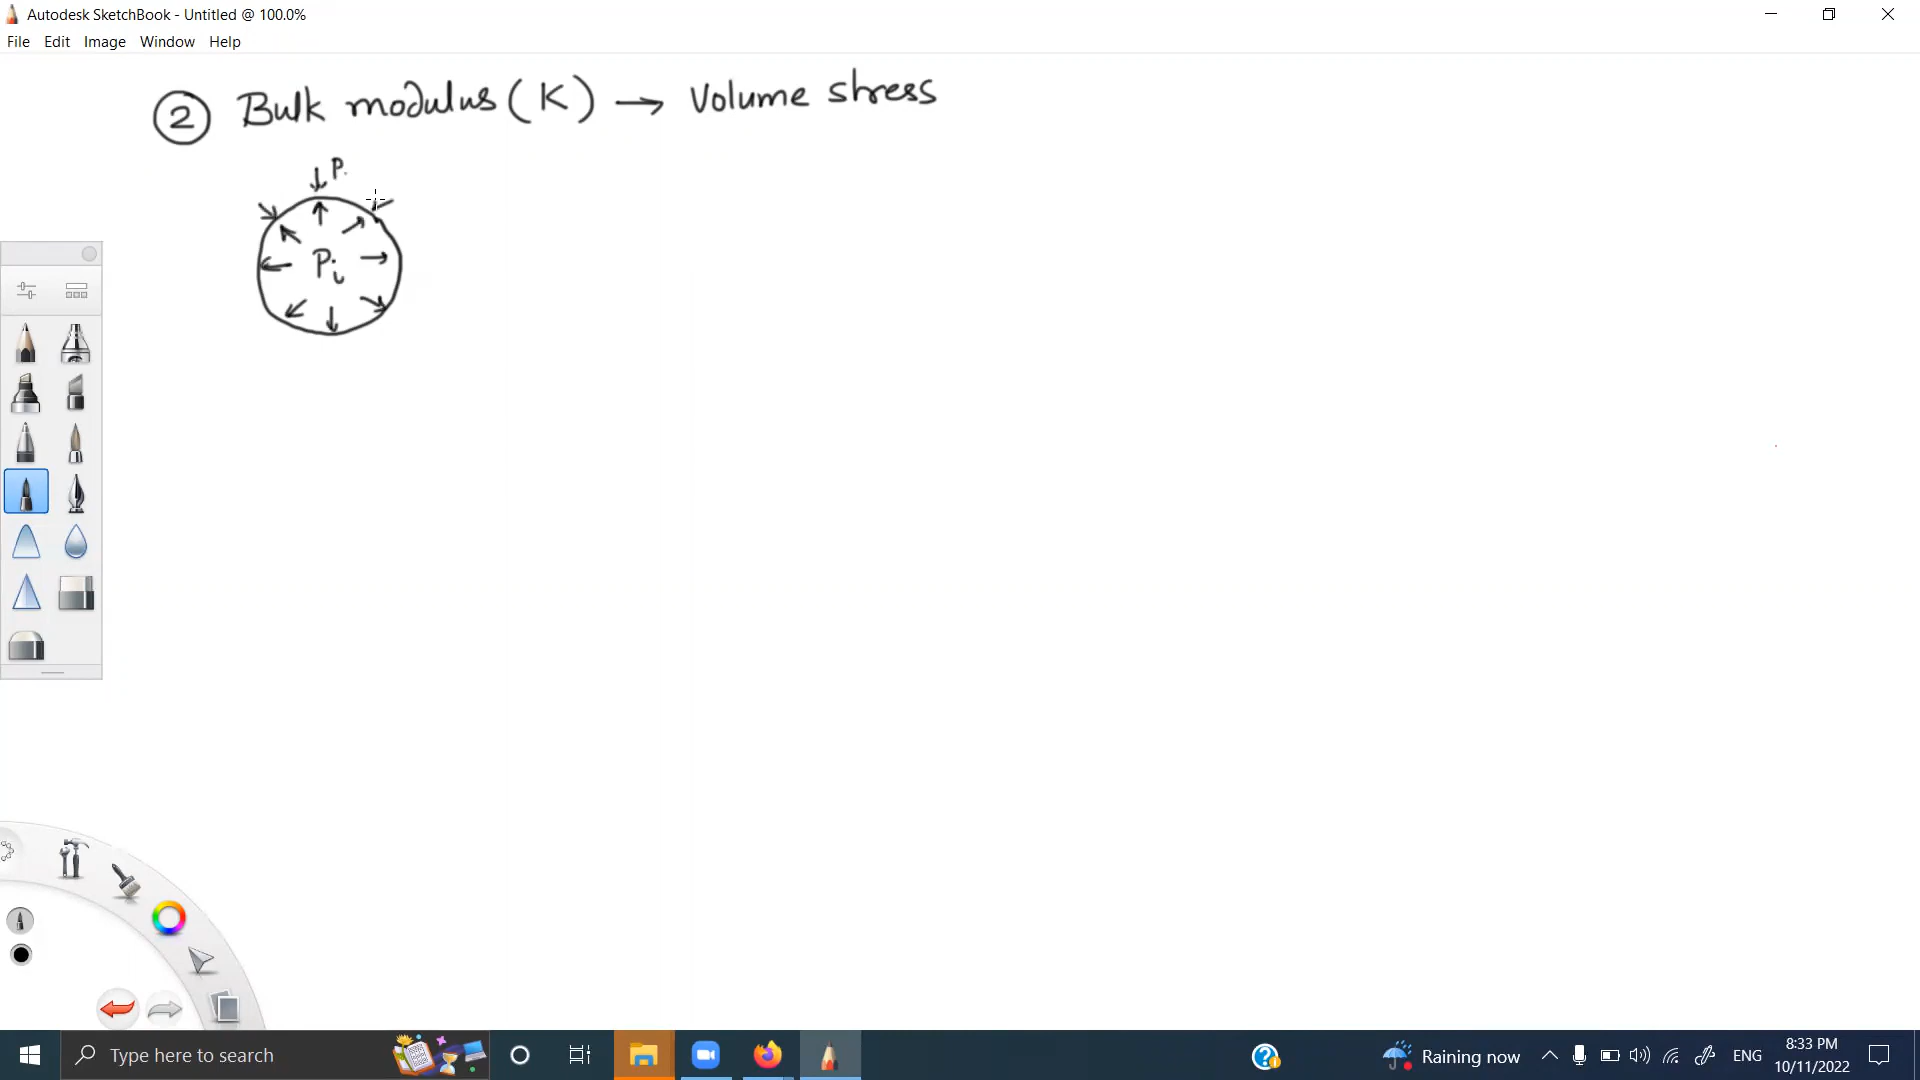 Autodesk SketchBook - Untitled @ 100.0%
File Edit Image Window Help
② Bulk modulus (K) → Volume stress
P.
Pi
Type here to search
Raining now
ENG
8:33 PM
10/11/2022